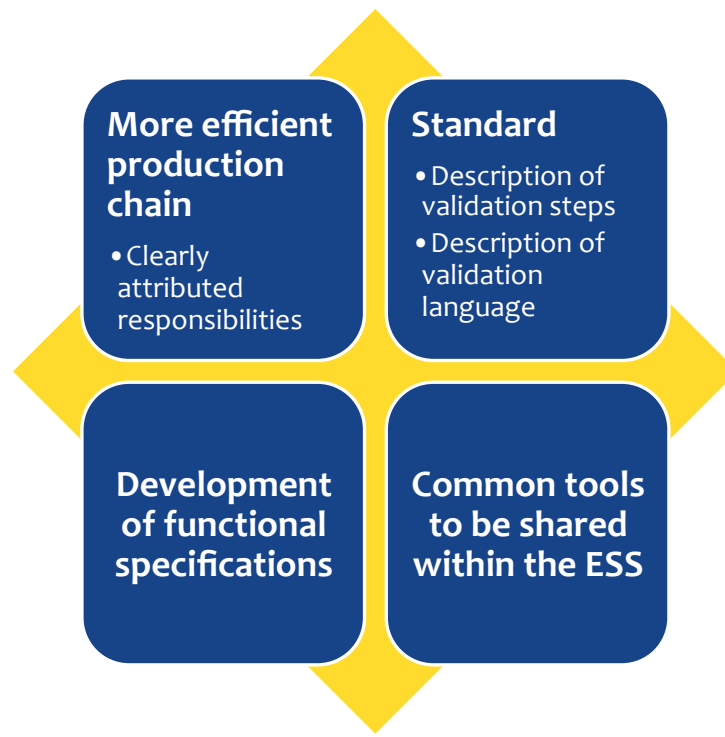 More efficient
production
chain
•Clearly
attributed
responsibilities
Standard
•Description of
validation steps
•Description of
validation
language
Development
of functional
specifications
Common tools
to be shared
within the ESS